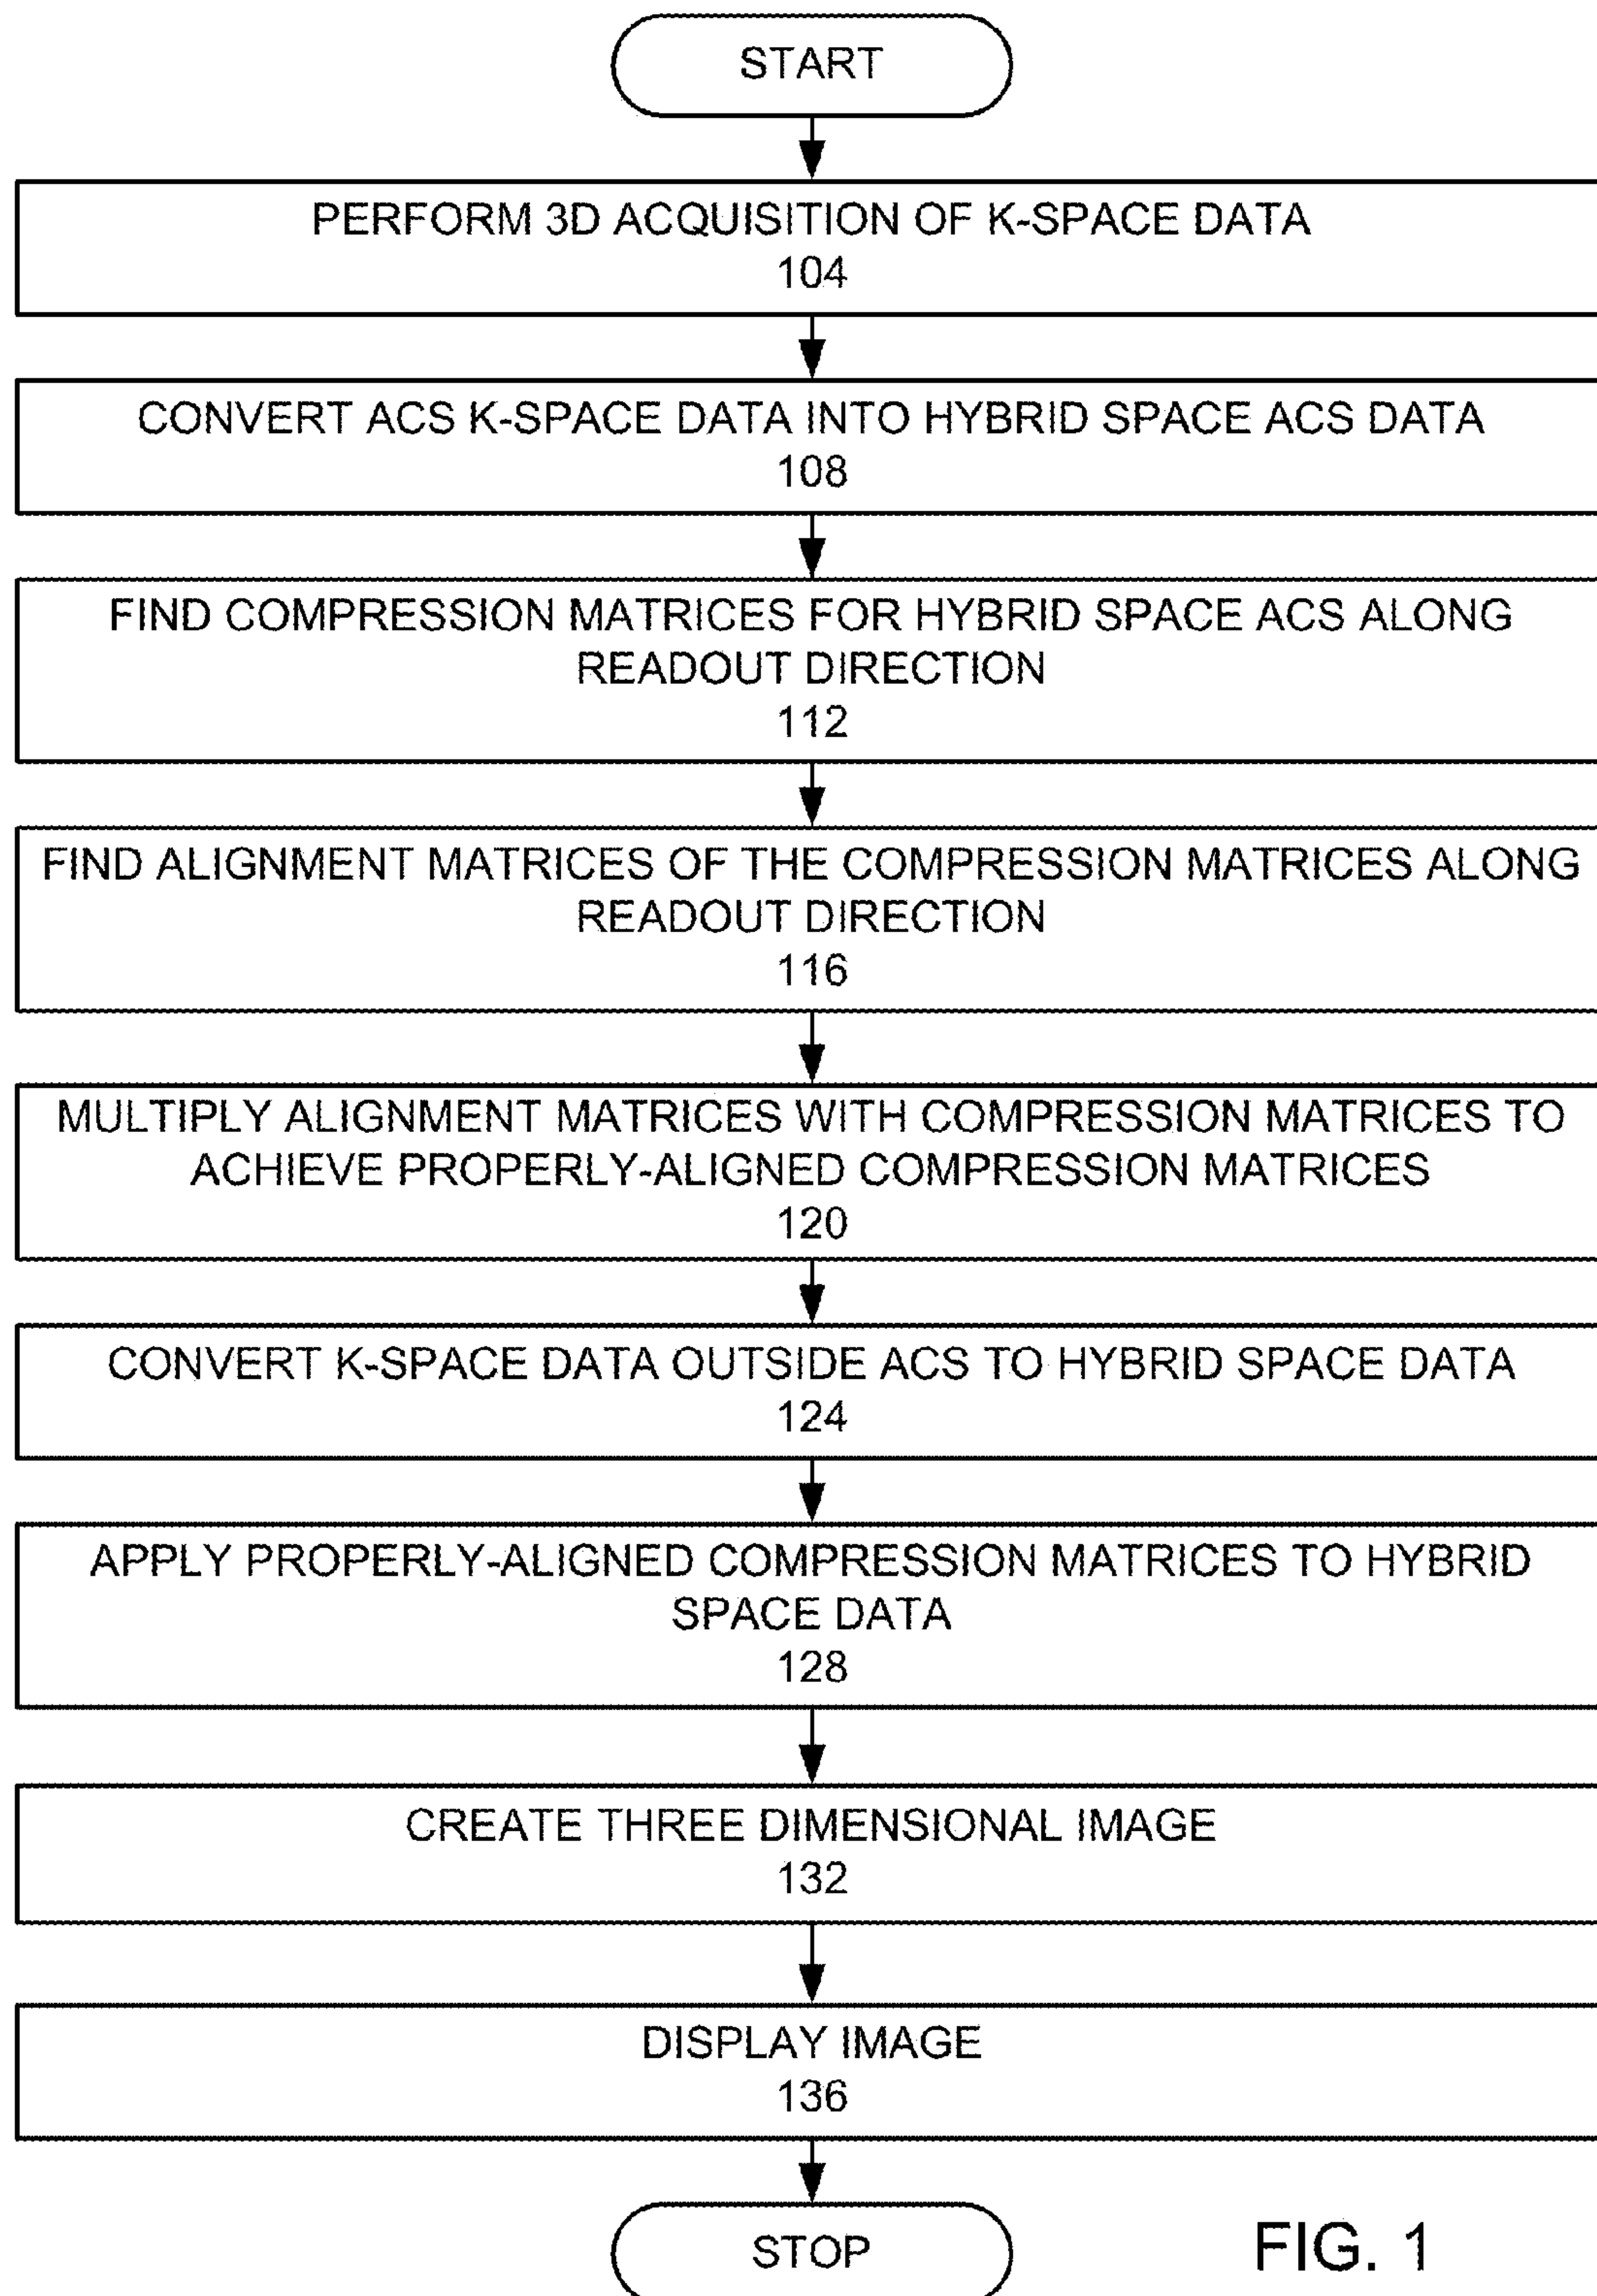 START
PERFORM 3D ACQUISITION OF K-SPACE DATA
104
CONVERT ACS K-SPACE DATA INTO HYBRID SPACE ACS DATA
108
FIND COMPRESSION MATRICES FOR HYBRID SPACE ACS ALONG
READOUT DIRECTION
112
FIND ALIGNMENT MATRICES OF THE COMPRESSION MATRICES ALONG
READOUT DIRECTION
116
MULTIPLY ALIGNMENT MATRICES WITH COMPRESSION MATRICES TO
ACHIEVE PROPERLY-ALIGNED COMPRESSION MATRICES
120
CONVERT K-SPACE DATA OUTSIDE ACS TO HYBRID SPACE DATA
124
APPLY PROPERLY-ALIGNED COMPRESSION MATRICES TO HYBRID
SPACE DATA
128
CREATE THREE DIMENSIONAL IMAGE
132
DISPLAY IMAGE
136
STOP
FIG. 1